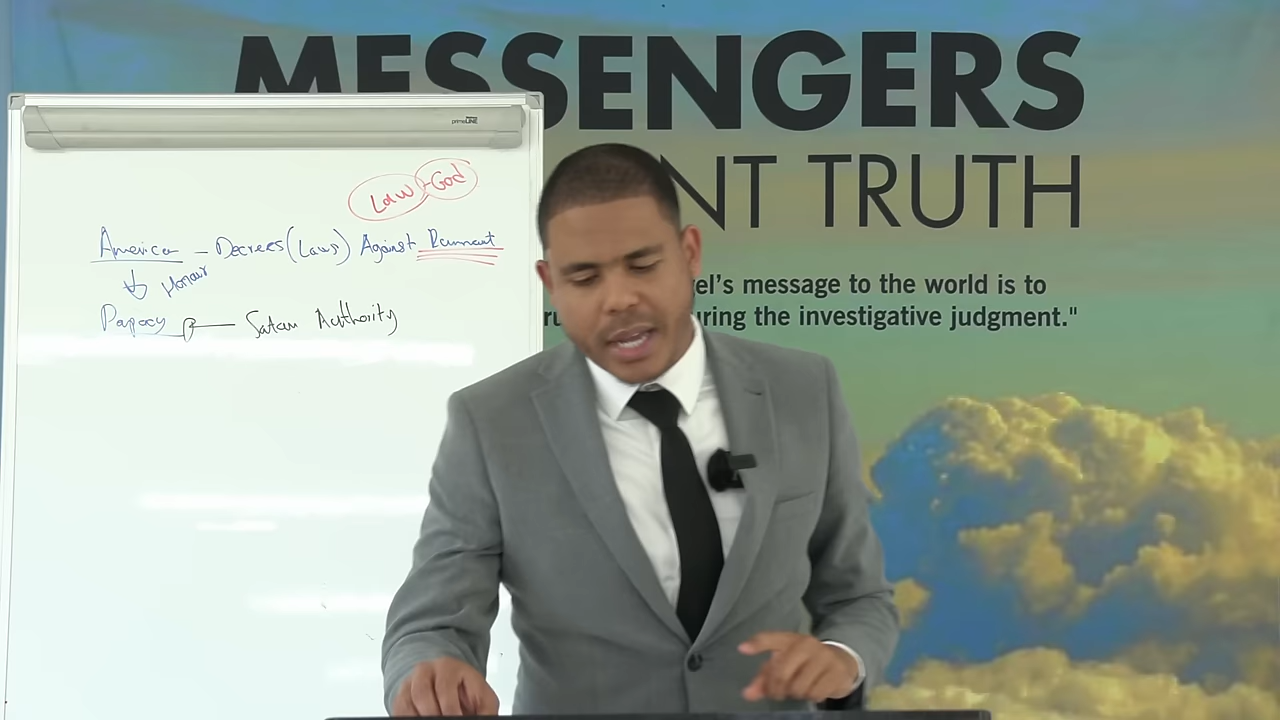 MESSENGERS
NT TRUTH
el's message to the world is to
uring the investigative judgment."
primeLINE
Law - God
America - Decrees (Laws) Against Remnant
Honour
Papacy Satan Authority